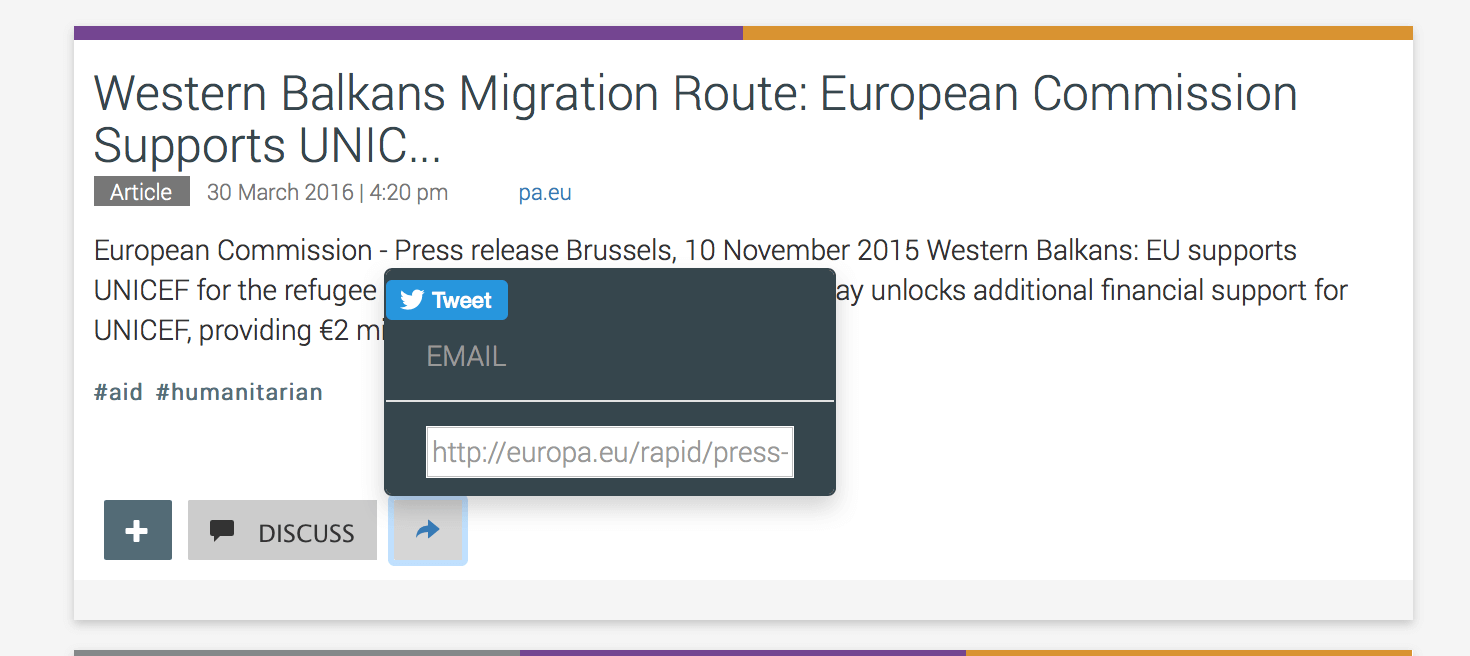 Western Balkans Migration Route: European Commission
Supports UNIC...
Article 30 March 2016 | 4:20 pm pa.eu
European Commission - Press release Brussels, 10 November 2015 Western Balkans: EU supports
UNICEF for the refugee ay unlocks additional financial support for
UNICEF, providing €2 mi
Tweet
EMAIL
#aid #humanitarian
http://europa.eu/rapid/press-
DISCUSS